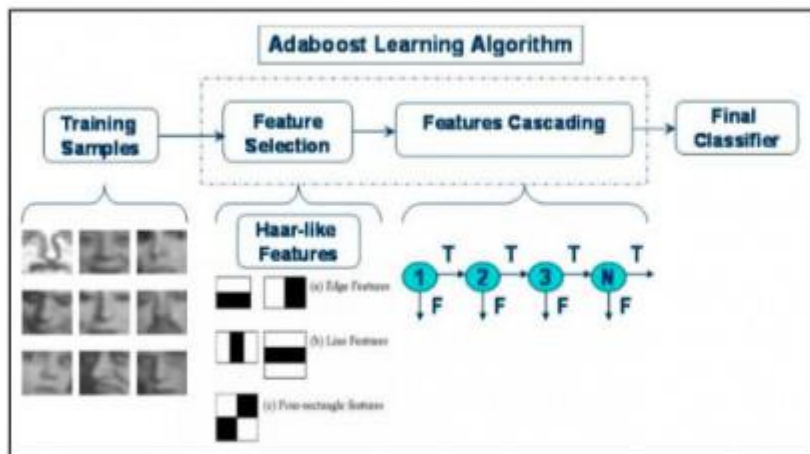 Adaboost Learning Algorithm
Training
Samples
Feature
Selection
Features Cascading
Final
Classifier
Haar-like
Features
(a) Edge Features
(b) Line Features
(c) Four-rectangle features
1
T
2
T
3
T
N
T
F
F
F
F